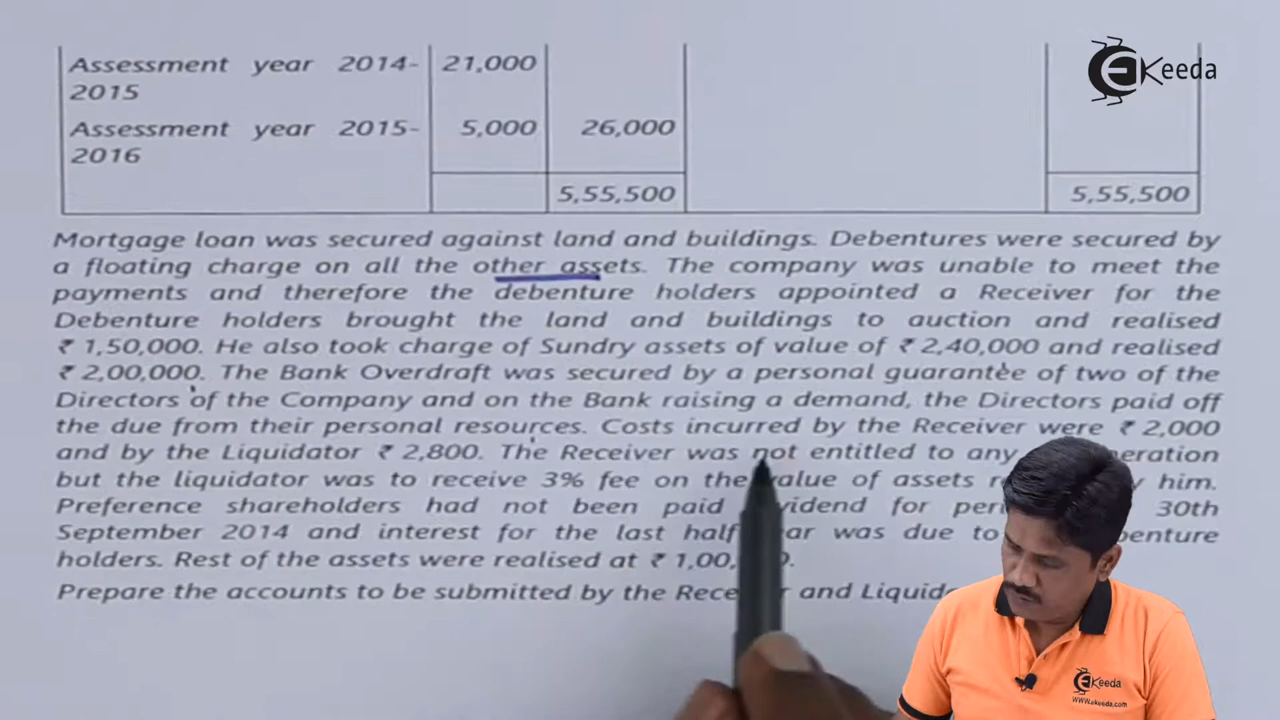 Assessment year 2014- 21,000
2015
Assessment year 2015- 5,000 26,000
2016
5,55,500 5,55,500
Keeda
Mortgage loan was secured against land and buildings. Debentures were secured by
a floating charge on all the other assets. The company was unable to meet the
payments and therefore the debenture holders appointed a Receiver for the
Debenture holders brought the land and buildings to auction and realised
₹ 1,50,000. He also took charge of Sundry assets of value of ₹ 2,40,000 and realised
₹ 2,00,000. The Bank Overdraft was secured by a personal guarantee of two of the
Directors of the Company and on the Bank raising a demand, the Directors paid off
the due from their personal resources. Costs incurred by the Receiver were ₹ 2,000
and by the Liquidator ₹ 2,800. The Receiver was not entitled to any
but the liquidator was to receive 3% fee on the value of assets him.
Preference shareholders had not been paid for 30th
September 2014 and interest for the last half was due to
holders. Rest of the assets were realised at ₹
Prepare the accounts to be submitted by the and
Keeda
www.ekeeda.com